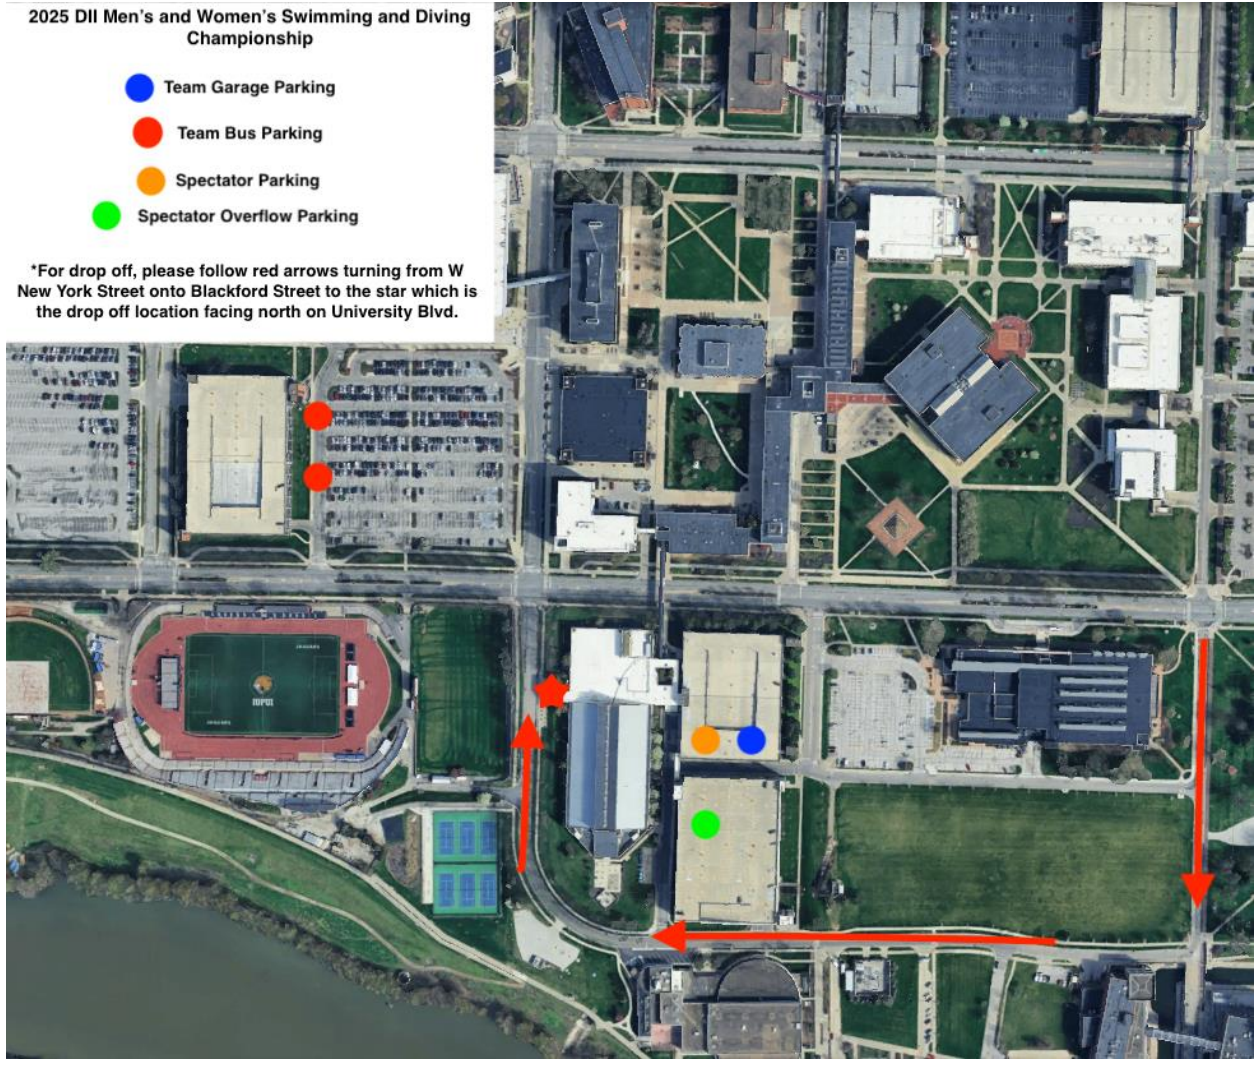 2025 DII Men's and Women's Swimming and Diving
Championship
Team Garage Parking
Team Bus Parking
Spectator Parking
Spectator Overflow Parking
*For drop off, please follow red arrows turning from W
New York Street onto Blackford Street to the star which is
the drop off location facing north on University Blvd.
IUPUI